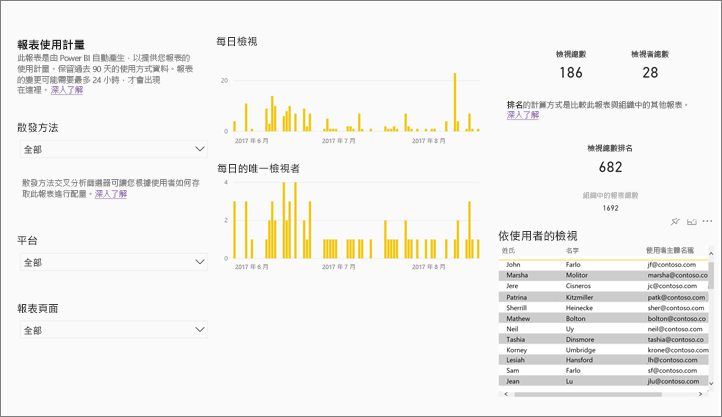 報表使用計量
此報表是由 Power BI 自動產生，以提供您報表的
使用計量。保留過去 90 天的使用方式資料。報表
的變更可能需要最多 24 小時，才會出現
在這裡。深入了解
散發方法
全部
散發方法交叉分析篩選器可讓您根據使用者如何存
取此報表進行配量。深入了解
平台
全部
報表頁面
全部
每日檢視
20
0
2017 年 6 月
2017 年 7 月
2017 年 8 月
每日的唯一檢視者
4
2
0
2017 年 6 月
2017 年 7 月
2017 年 8 月
檢視總數
檢視者總數
186
28
排名的計算方式是比較此報表與組織中的其他報表。
深入了解
檢視總數排名
682
組織中的報表總數
1692
依使用者的檢視
姓氏 名字 使用者主體名稱
John Farlo jf@contoso.com
Marsha Molitor marsha@contoso.co
Jere Cisneros jc@contoso.com
Patrina Kitzmiller patk@contoso.com
Sherrill Heinecke sher@contoso.com
Mathew Bolton bolton@contoso.co
Neil Uy neil@contoso.com
Tashia Dinsmore tashia@contoso.co
Korney Umbridge krone@contoso.com
Lesiah Hansford lh@contoso.com
Sam Farlo sf@contoso.com
Jean Lu jlu@contoso.com